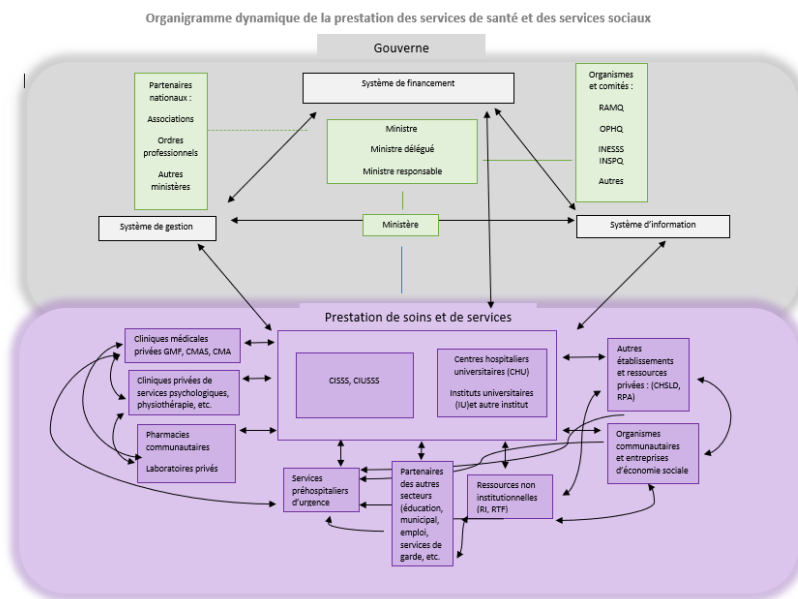 Organigramme dynamique de la prestation des services de santé et des services sociaux
Gouverne
Partenaires
nationaux :
Associations
Ordres
professionnels
Autres
ministères
Système de financement
Ministre
Ministre délégué
Ministre responsable
Organismes
et comités :
RAMQ
OPHQ
INESSS
INSPQ
Autres
Système de gestion
Ministère
Système d'information
Prestation de soins et de services
Cliniques médicales
privées GMF, CMAS, CMA
Cliniques privées de
services psychologiques,
physiothérapie, etc.
Pharmacies
communautaires
Laboratoires privés
CISSS, CIUSSS
Centres hospitaliers
universitaires (CHU)
Instituts universitaires
(IU)et autre institut
Autres
établissements
et ressources
privées : (CHSLD,
RPA)
Organismes
communautaires
et entreprises
d'économie sociale
Services
préhospitaliers
d'urgence
Partenaires
des autres
secteurs
(éducation,
municipal,
emploi,
services de
garde, etc.
Ressources non
institutionnelles
(RI, RTF)